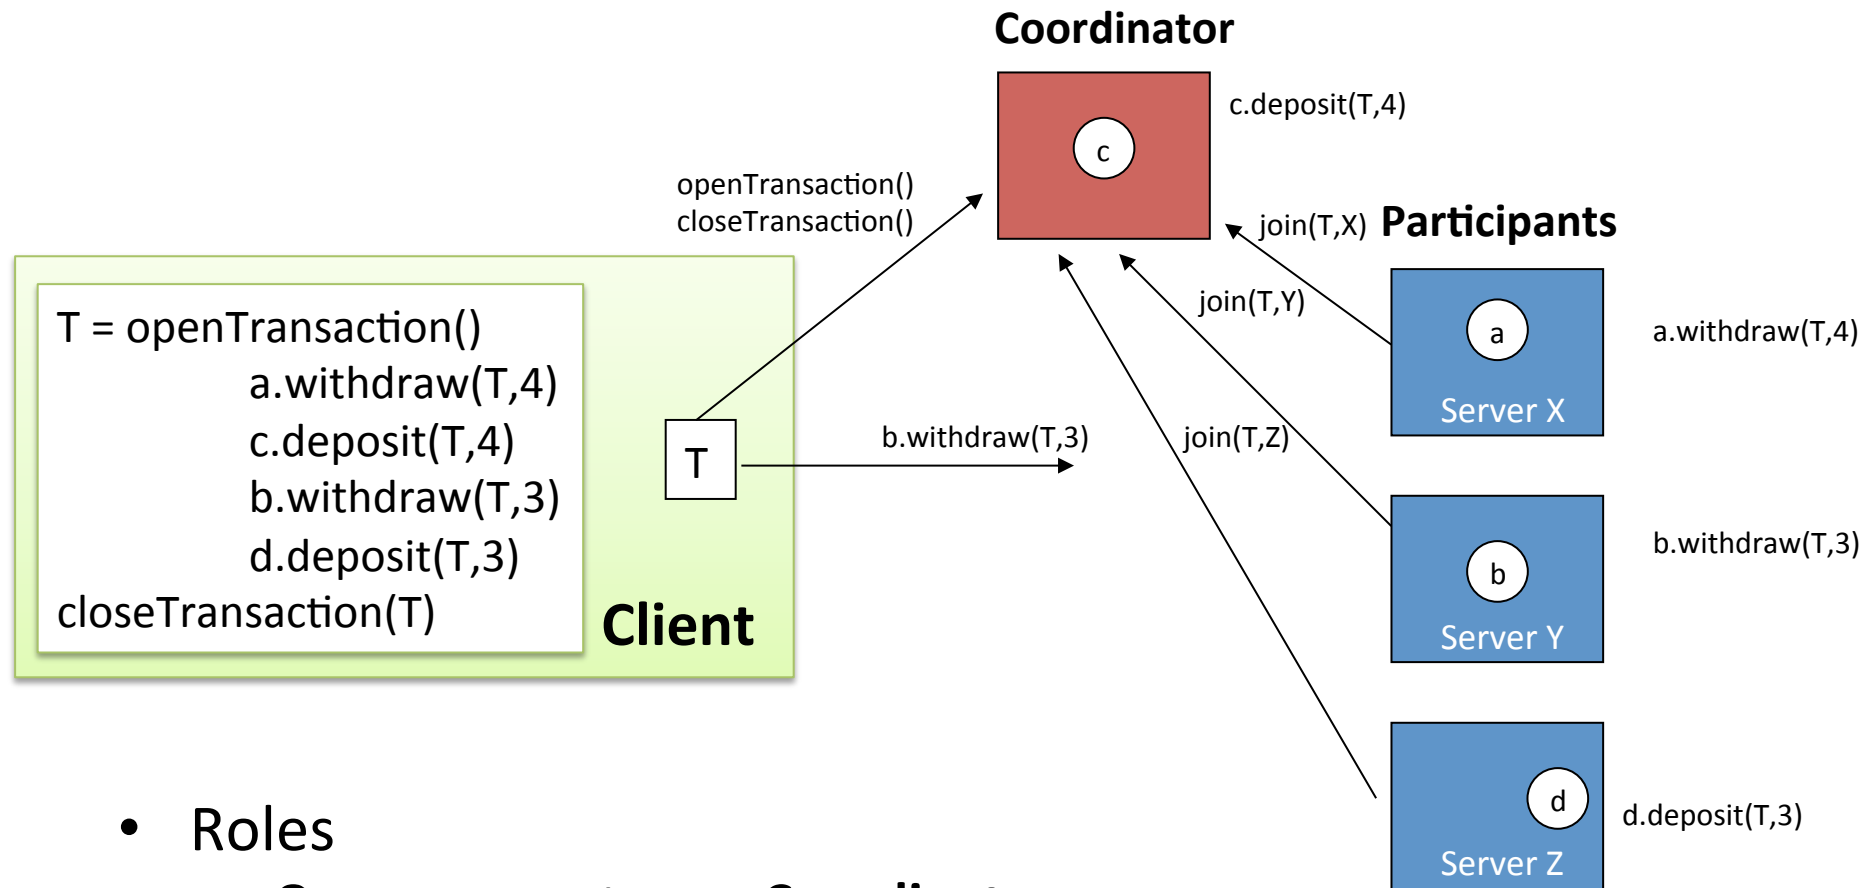 Coordinator
c
c.deposit(T,4)
openTransaction()
closeTransaction()
join(T,X)
Participants
T = openTransaction()
a.withdraw(T,4)
c.deposit(T,4)
b.withdraw(T,3)
d.deposit(T,3)
closeTransaction(T)
Client
T
b.withdraw(T,3)
join(T,Y)
join(T,Z)
a
Server X
a.withdraw(T,4)
b
Server Y
b.withdraw(T,3)
d
Server Z
d.deposit(T,3)
• Roles